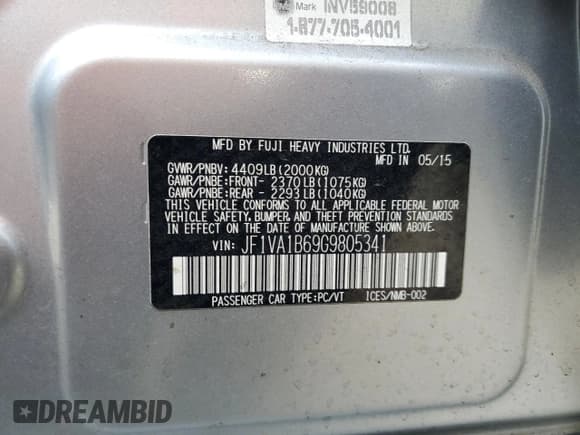 Mark INV59008
1-877-705-4001
MFD BY FUJI HEAVY INDUSTRIES LTD.
MFD IN 05/15
GVWR/PNBV: 4409LB(2000KG)
GAWR/PNBE:FRONT- 2370LB(1075KG)
GAWR/PNBE:REAR - 2293LB(1040KG)
THIS VEHICLE CONFORMS TO ALL APPLICABLE FEDERAL MOTOR
VEHICLE SAFETY, BUMPER, AND THEFT PREVENTION STANDARDS
IN EFFECT ON THE DATE OF MANUFACTURE SHOWN ABOVE.
VIN: JF1VA1B69G9805341
PASSENGER CAR TYPE:PC/VT ICES/NMB-002
DREAMBID